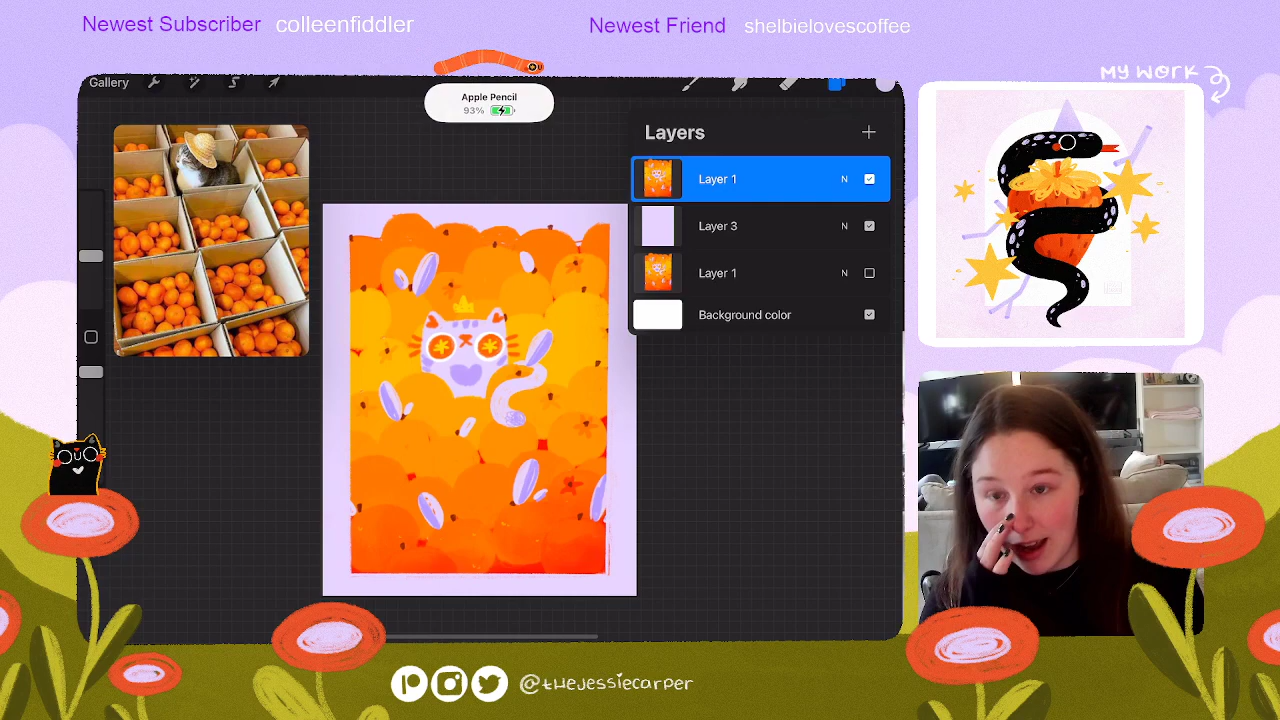 Newest Subscriber colleenfiddler
Newest Friend shelbielovescoffee
MY WORK
Gallery
Apple Pencil
93%
Layers
Layer 1 N
Layer 3 N
Layer 1 N
Background color
@thejessiecarper